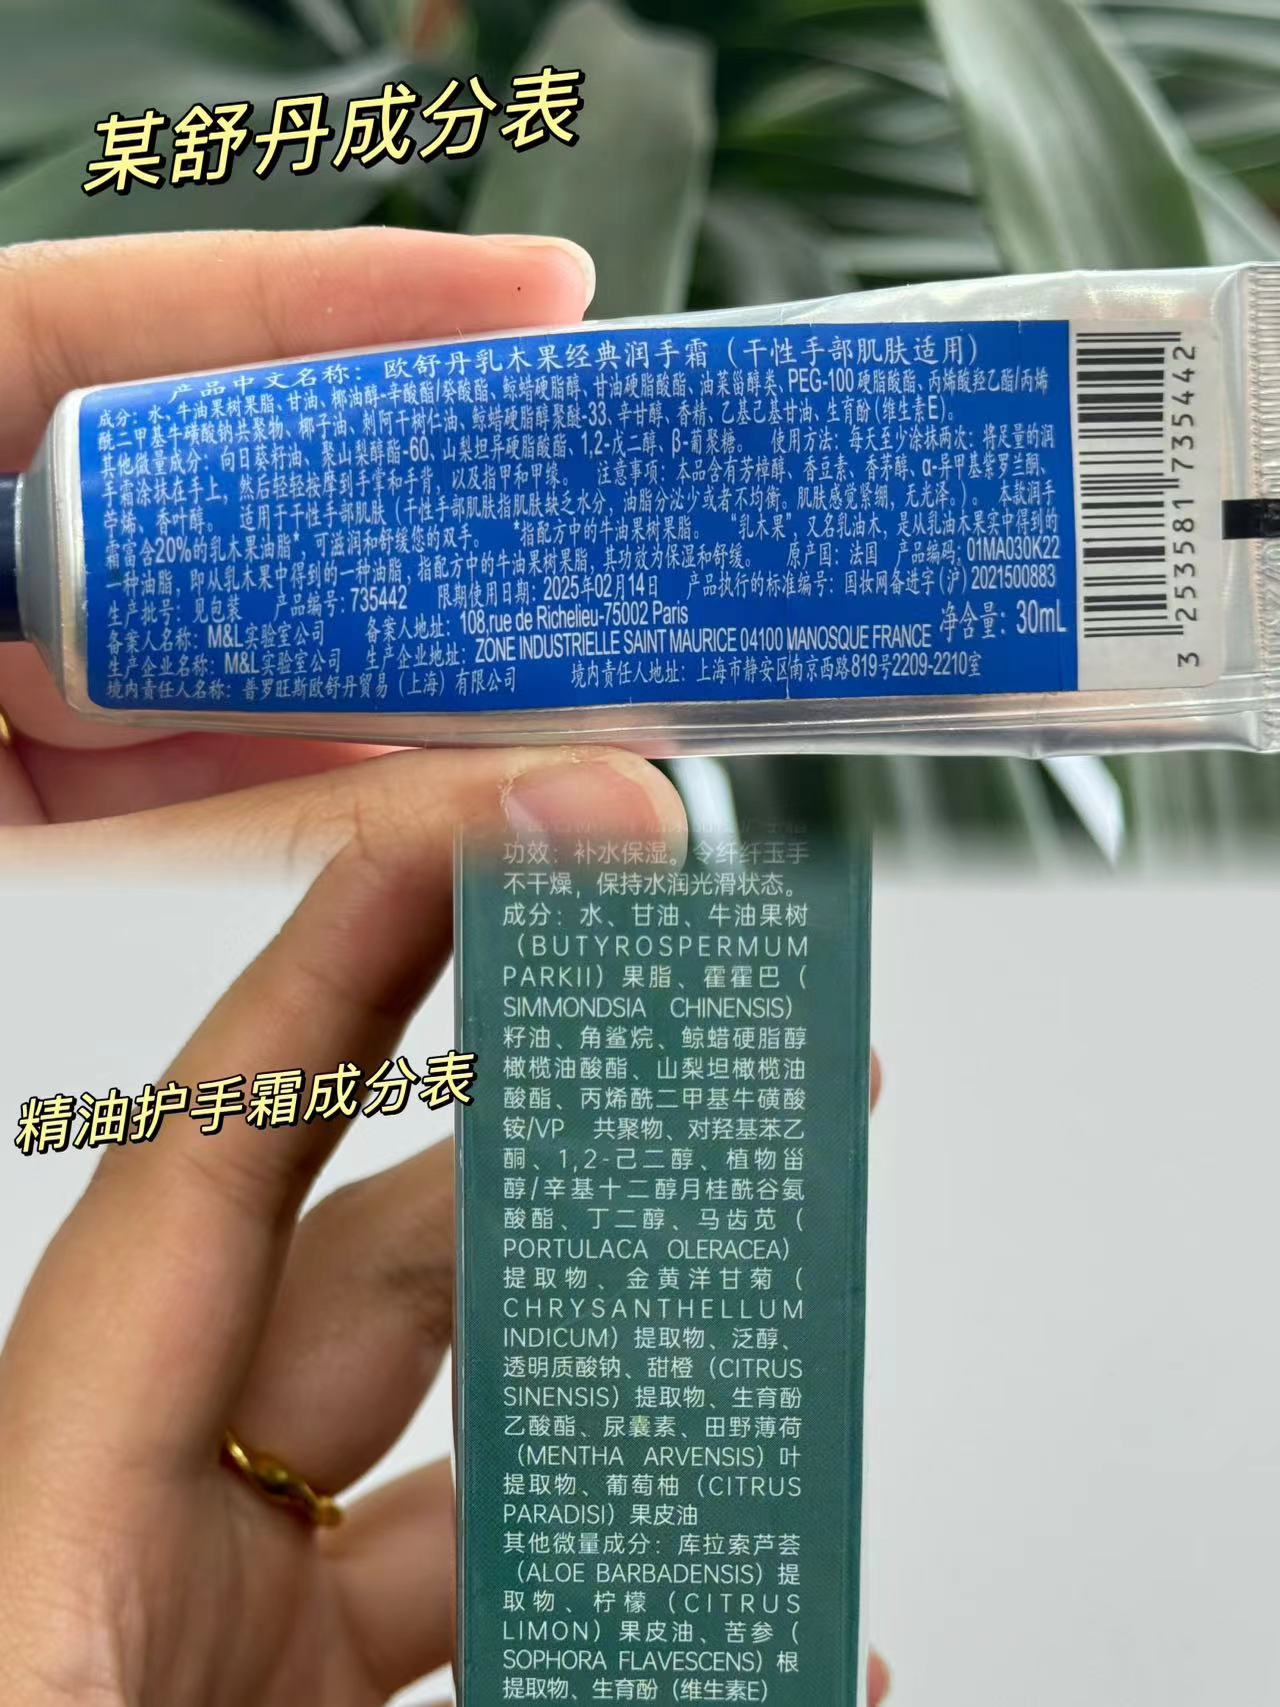 某舒丹成分表
产品中文名称：欧舒丹乳木果经典润手霜（干性手部肌肤适用）
成分：水、牛油果树果脂、甘油、椰油醇-辛酸酯/癸酸酯、鲸蜡硬脂醇、甘油硬脂酸酯、油菜甾醇类、PEG-100硬脂酸酯、丙烯酸羟乙酯/丙烯
酰二甲基牛磺酸钠共聚物、椰子油、刺阿干树仁油、鲸蜡硬脂醇聚醚-33、辛甘醇、香精、乙基己基甘油、生育酚(维生素E)。
其他微量成分：向日葵籽油、聚山梨醇酯-60、山梨坦异硬脂酸酯、1,2-戊二醇、β-葡聚糖。 使用方法：每天至少涂抹两次：将足量的润
手霜涂抹在手上，然后轻轻按摩到手掌和手背，以及指甲和甲缘。 注意事项：本品含有芳樟醇、香豆素、香茅醇、α-异甲基紫罗兰酮、
苧烯、香叶醇。 适用于干性手部肌肤（干性手部肌肤指肌肤缺乏水分，油脂分泌少或者不均衡。肌肤感觉紧绷，无光泽。）。 本款润手
霜富含20%的乳木果油脂*，可滋润和舒缓您的双手。 *指配方中的牛油果树果脂。 “乳木果”，又名乳油木，是从乳油木果实中得到的
一种油脂，即从乳木果中得到的一种油脂，指配方中的牛油果树果脂，其功效为保湿和舒缓。 原产国：法国 产品编码：01MA030K22
生产批号：见包装 产品编号：735442 限期使用日期：2025年02月14日 产品执行的标准编号：国妆网备进字(沪)2021500883
备案人名称：M&L实验室公司 备案人地址：108,rue de Richelieu-75002 Paris
生产企业名称：M&L实验室公司 生产企业地址：ZONE INDUSTRIELLE SAINT MAURICE 04100 MANOSQUE FRANCE 净含量：30mL
境内责任人名称：普罗旺斯欧舒丹贸易（上海）有限公司 境内责任人地址：上海市静安区南京西路819号2209-2210室
3 253581 735442
功效：补水保湿。令纤纤玉手
不干燥，保持水润光滑状态。
成分：水、甘油、牛油果树
（BUTYROSPERMUM
PARKII）果脂、霍霍巴（
SIMMONDSIA CHINENSIS）
籽油、角鲨烷、鲸蜡硬脂醇
橄榄油酸酯、山梨坦橄榄油
酸酯、丙烯酰二甲基牛磺酸
铵/VP 共聚物、对羟基苯乙
酮、1,2-己二醇、植物甾
醇/辛基十二醇月桂酰谷氨
酸酯、丁二醇、马齿苋（
PORTULACA OLERACEA）
提取物、金黄洋甘菊（
CHRYSANTHELLUM
INDICUM）提取物、泛醇、
透明质酸钠、甜橙（CITRUS
SINENSIS）提取物、生育酚
乙酸酯、尿囊素、田野薄荷
（MENTHA ARVENSIS）叶
提取物、葡萄柚（CITRUS
PARADISI）果皮油
其他微量成分：库拉索芦荟
（ALOE BARBADENSIS）提
取物、柠檬（CITRUS
LIMON）果皮油、苦参（
SOPHORA FLAVESCENS）根
提取物、生育酚（维生素E）
精油护手霜成分表